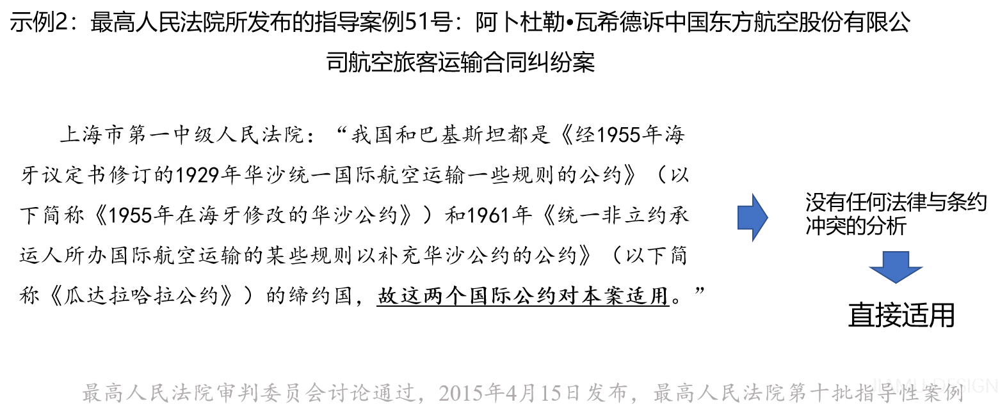 示例2：最高人民法院所发布的指导案例51号：阿卜杜勒•瓦希德诉中国东方航空股份有限公
司航空旅客运输合同纠纷案
上海市第一中级人民法院：“我国和巴基斯坦都是《经1955年海
牙议定书修订的1929年华沙统一国际航空运输一些规则的公约》（以
下简称《1955年在海牙修改的华沙公约》）和1961年《统一非立约承
运人所办国际航空运输的某些规则以补充华沙公约的公约》（以下简
称《瓜达拉哈拉公约》）的缔约国，故这两个国际公约对本案适用。”
没有任何法律与条约
冲突的分析
直接适用
最高人民法院审判委员会讨论通过，2015年4月15日发布，最高人民法院第十批指导性案例
JIAMU DESIGN